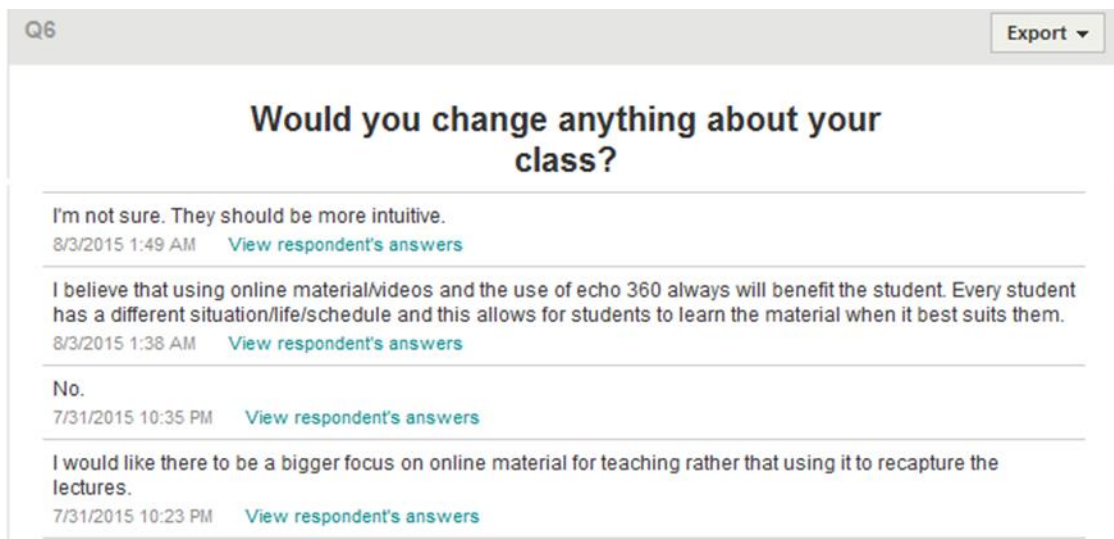 Q6
Export
Would you change anything about your
class?
I'm not sure. They should be more intuitive.
8/3/2015 1:49 AM View respondent's answers
I believe that using online material/videos and the use of echo 360 always will benefit the student. Every student
has a different situation/life/schedule and this allows for students to learn the material when it best suits them.
8/3/2015 1:38 AM View respondent's answers
No.
7/31/2015 10:35 PM View respondent's answers
I would like there to be a bigger focus on online material for teaching rather that using it to recapture the
lectures.
7/31/2015 10:23 PM View respondent's answers